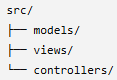 src/
├── models/
├── views/
└── controllers/